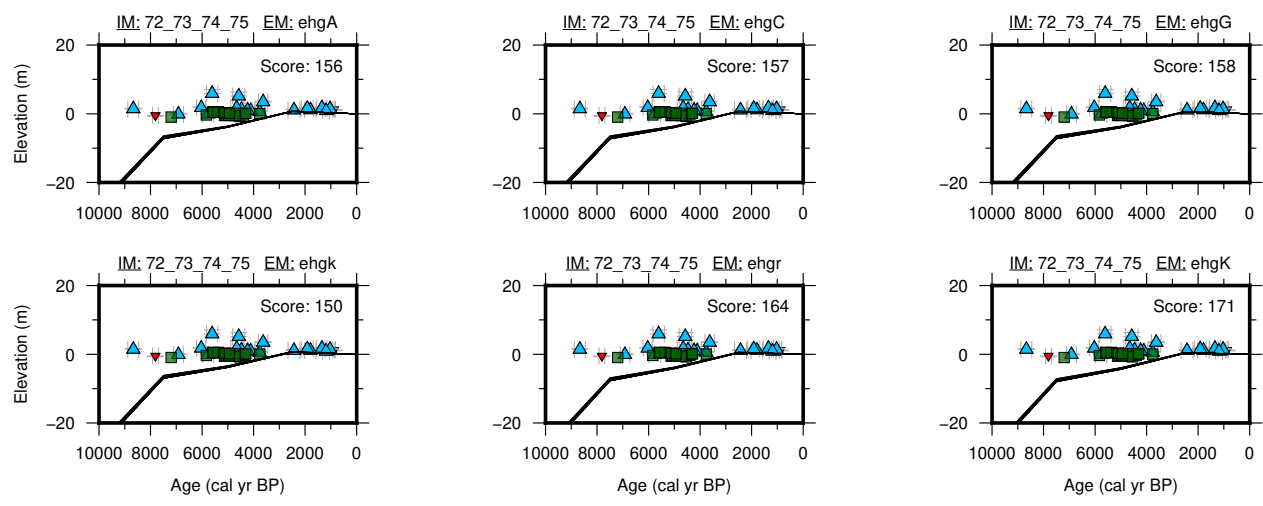 IM: 72_73_74_75 EM: ehgA
IM: 72_73_74_75 EM: ehgC
IM: 72_73_74_75 EM: ehgG
20
Score: 156
0
−20
Elevation (m)
10000 8000 6000 4000 2000 0
20
Score: 157
0
−20
10000 8000 6000 4000 2000 0
20
Score: 158
0
−20
10000 8000 6000 4000 2000 0
IM: 72_73_74_75 EM: ehgk
IM: 72_73_74_75 EM: ehgr
IM: 72_73_74_75 EM: ehgK
20
Score: 150
0
−20
Elevation (m)
10000 8000 6000 4000 2000 0
Age (cal yr BP)
20
Score: 164
0
−20
10000 8000 6000 4000 2000 0
Age (cal yr BP)
20
Score: 171
0
−20
10000 8000 6000 4000 2000 0
Age (cal yr BP)